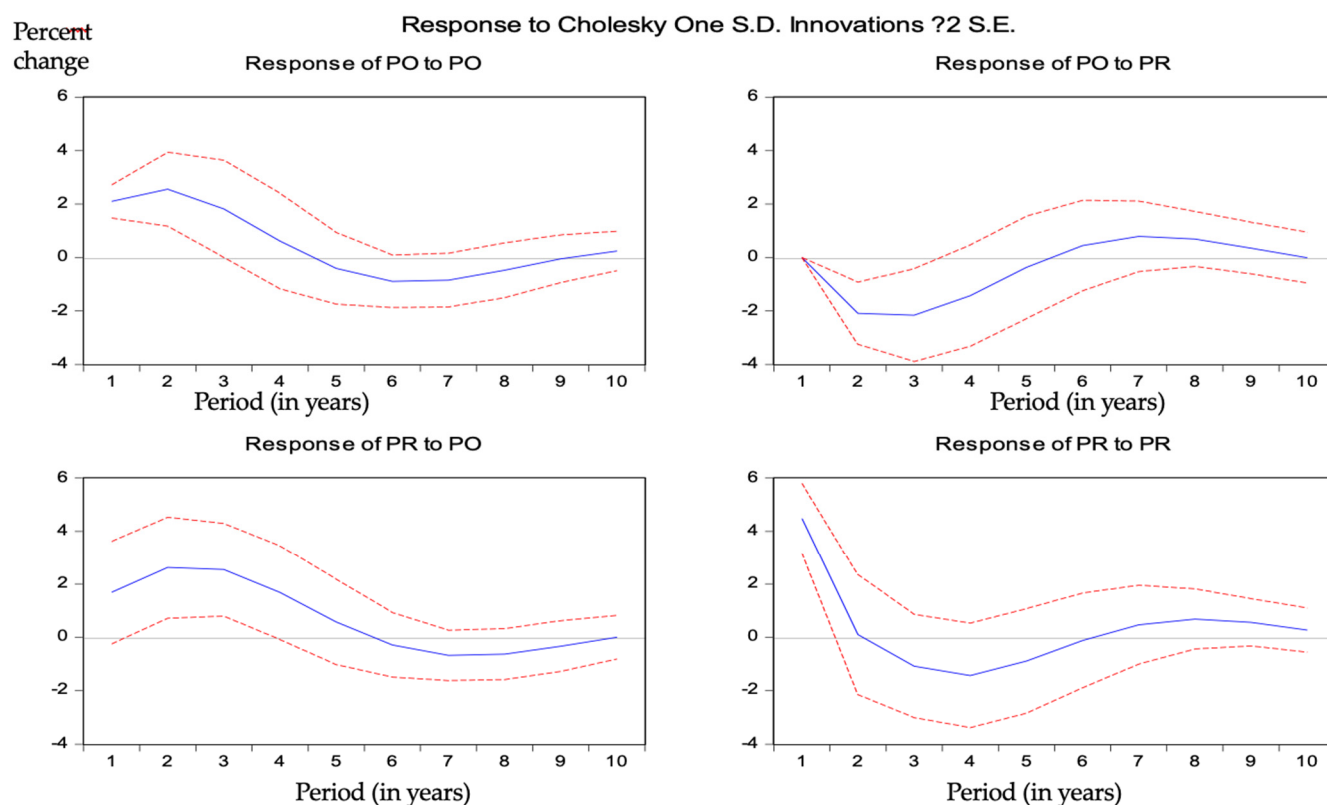 Response to Cholesky One S.D. Innovations ?2 S.E.
Percent
change
Response of PO to PO
6
4
2
0
-2
-4
1 2 3 4 5 6 7 8 9 10
Period (in years)
Response of PO to PR
6
4
2
0
-2
-4
1 2 3 4 5 6 7 8 9 10
Period (in years)
Response of PR to PO
6
4
2
0
-2
-4
1 2 3 4 5 6 7 8 9 10
Period (in years)
Response of PR to PR
6
4
2
0
-2
-4
1 2 3 4 5 6 7 8 9 10
Period (in years)